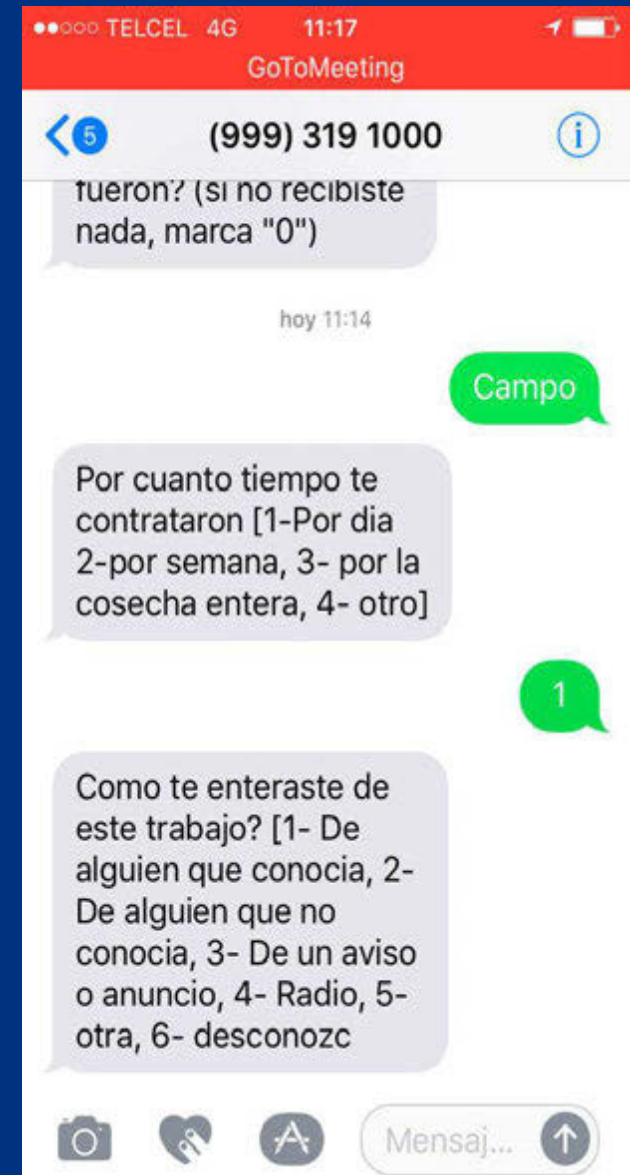 TELCEL 4G 11:17
GoToMeeting
5 (999) 319 1000 i
fueron? (si no recibiste
nada, marca "0")
hoy 11:14
Campo
Por cuanto tiempo te
contrataron [1-Por dia
2-por semana, 3- por la
cosecha entera, 4- otro]
1
Como te enteraste de
este trabajo? [1- De
alguien que conocia, 2-
De alguien que no
conocia, 3- De un aviso
o anuncio, 4- Radio, 5-
otra, 6- desconozc
Mensaj...